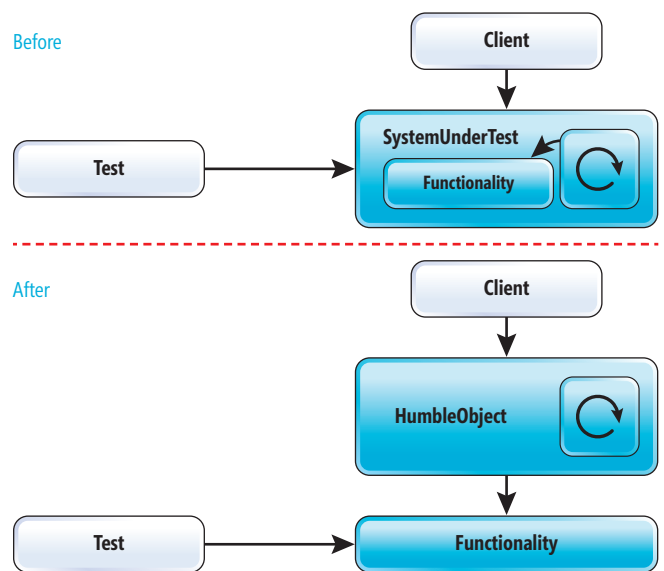 Before
Client
SystemUnderTest
Test
Functionality
After
Client
HumbleObject
Test
Functionality